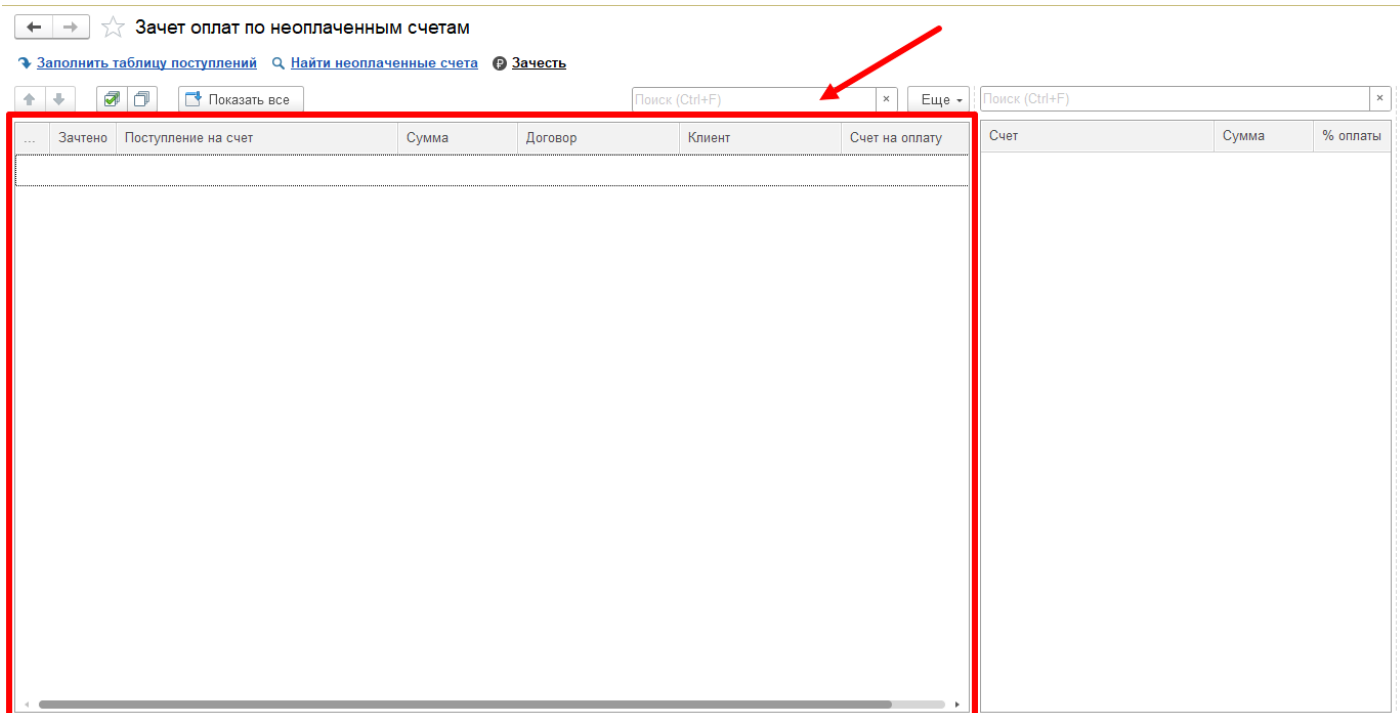 Зачет оплат по неоплаченным счетам
Заполнить таблицу поступлений Найти неоплаченные счета Зачесть
Показать все Поиск (Ctrl+F) × Еще Поиск (Ctrl+F) ×
... Зачтено Поступление на счет Сумма Договор Клиент Счет на оплату Счет Сумма % оплаты